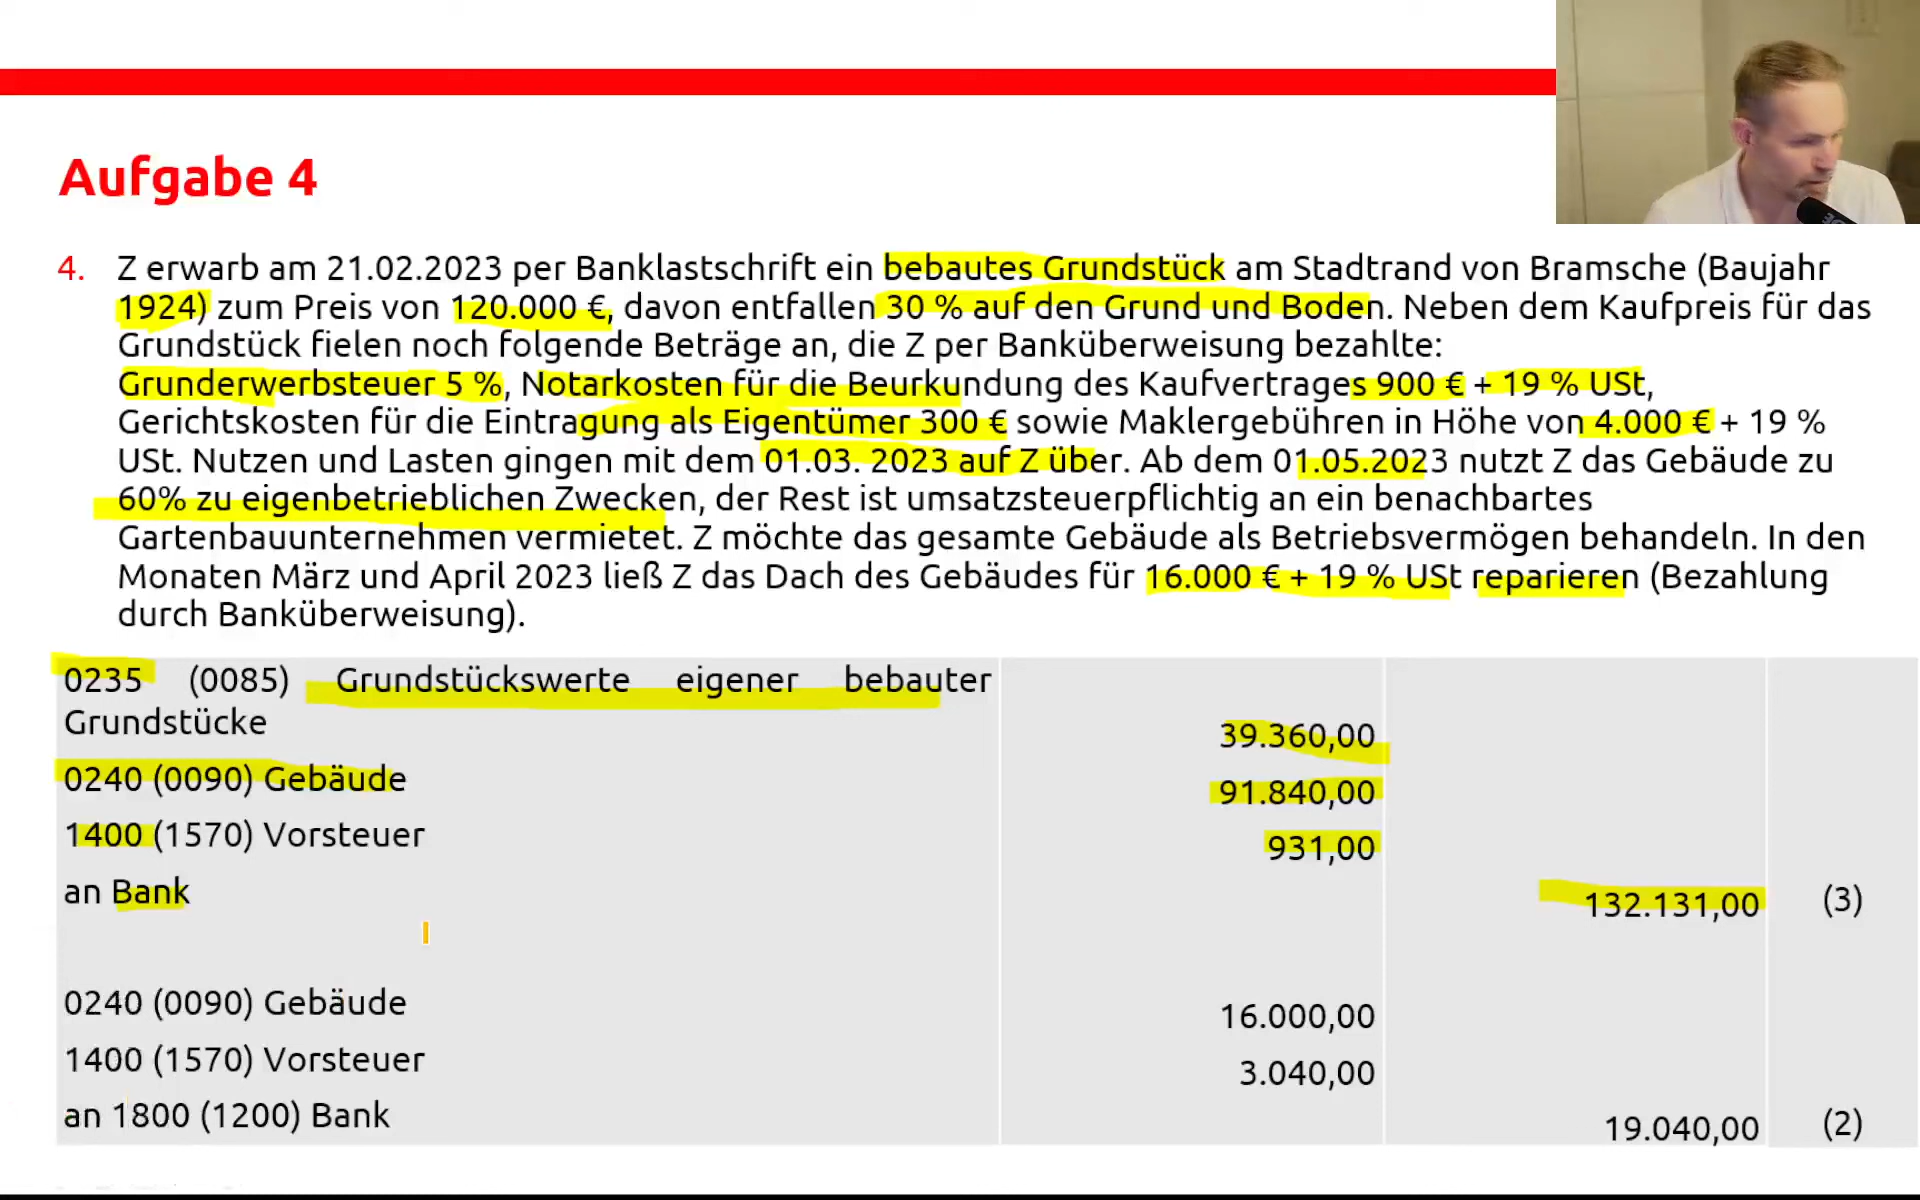 Aufgabe 4
4. Z erwarb am 21.02.2023 per Banklastschrift ein bebautes Grundstück am Stadtrand von Bramsche (Baujahr
1924) zum Preis von 120.000 €, davon entfallen 30 % auf den Grund und Boden. Neben dem Kaufpreis für das
Grundstück fielen noch folgende Beträge an, die Z per Banküberweisung bezahlte:
Grunderwerbsteuer 5 %, Notarkosten für die Beurkundung des Kaufvertrages 900 € + 19 % USt,
Gerichtskosten für die Eintragung als Eigentümer 300 € sowie Maklergebühren in Höhe von 4.000 € + 19 %
USt. Nutzen und Lasten gingen mit dem 01.03. 2023 auf Z über. Ab dem 01.05.2023 nutzt Z das Gebäude zu
60% zu eigenbetrieblichen Zwecken, der Rest ist umsatzsteuerpflichtig an ein benachbartes
Gartenbauunternehmen vermietet. Z möchte das gesamte Gebäude als Betriebsvermögen behandeln. In den
Monaten März und April 2023 ließ Z das Dach des Gebäudes für 16.000 € + 19 % USt reparieren (Bezahlung
durch Banküberweisung).
0235 (0085) Grundstückswerte eigener bebauter
Grundstücke 39.360,00
0240 (0090) Gebäude 91.840,00
1400 (1570) Vorsteuer 931,00
an Bank 132.131,00 (3)
0240 (0090) Gebäude 16.000,00
1400 (1570) Vorsteuer 3.040,00
an 1800 (1200) Bank 19.040,00 (2)